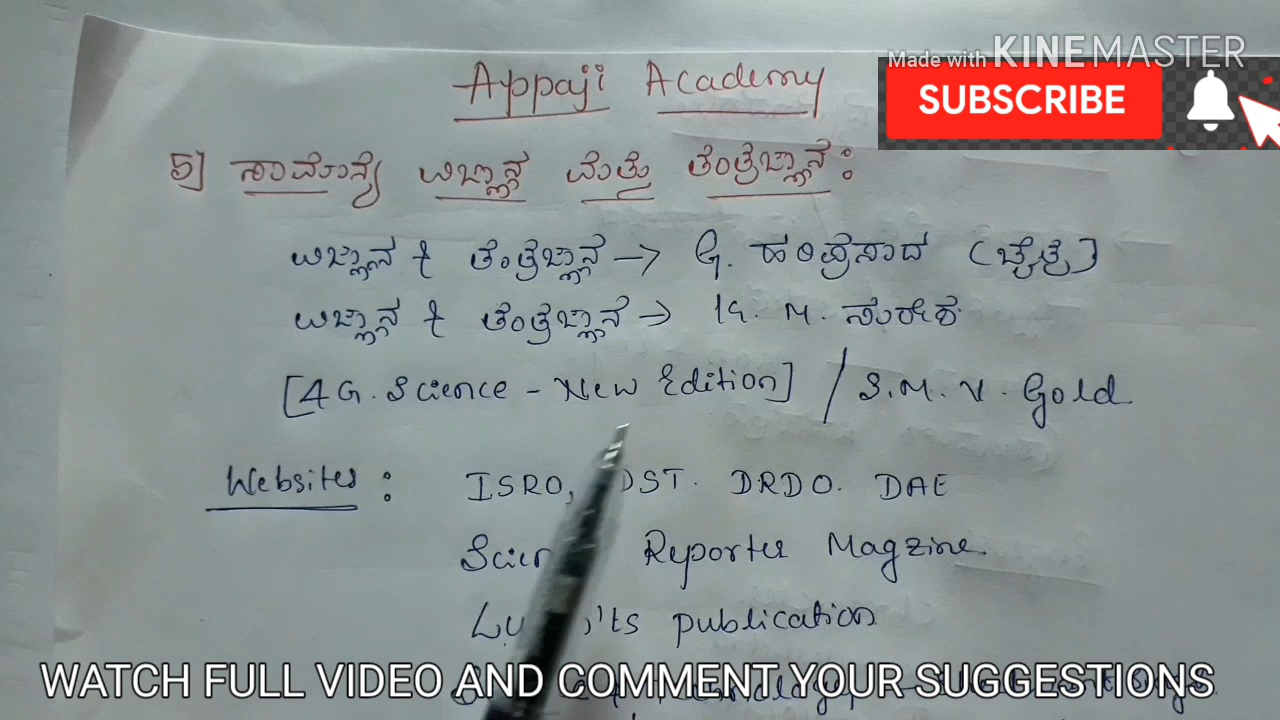 Made with KINEMASTER
SUBSCRIBE
Appaji Academy
5] ಸಾಮಾನ್ಯ ವಿಜ್ಞಾನ ಮತ್ತು ತಂತ್ರಜ್ಞಾನ :
ವಿಜ್ಞಾನ & ತಂತ್ರಜ್ಞಾನ → G. ಹರಿಪ್ರಸಾದ (ಚೈತ್ರ)
ವಿಜ್ಞಾನ & ತಂತ್ರಜ್ಞಾನ → K. M. ಸುರೇಶ
[4G. Science - New Edition] / S.M.V. Gold
Websites : ISRO, DST. DRDO. DAE
Reporter Magzine
publication
WATCH FULL VIDEO AND COMMENT YOUR SUGGESTIONS